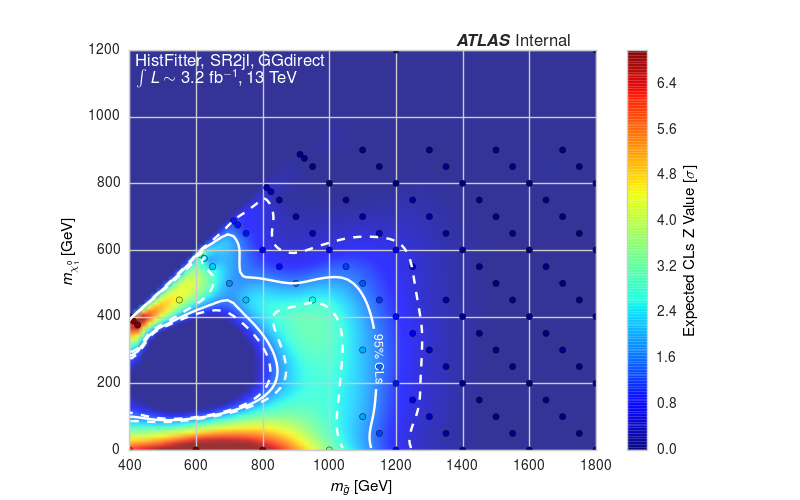 ATLAS Internal
HistFitter, SR2jl, GGdirect
∫ L ∼ 3.2 fb⁻¹, 13 TeV
1200
1000
800
600
400
200
0
m_χ̃₁⁰ [GeV]
95% CLs
400 600 800 1000 1200 1400 1600 1800
m_g̃ [GeV]
6.4
5.6
4.8
4.0
3.2
2.4
1.6
0.8
0.0
Expected CLs Z Value [σ]